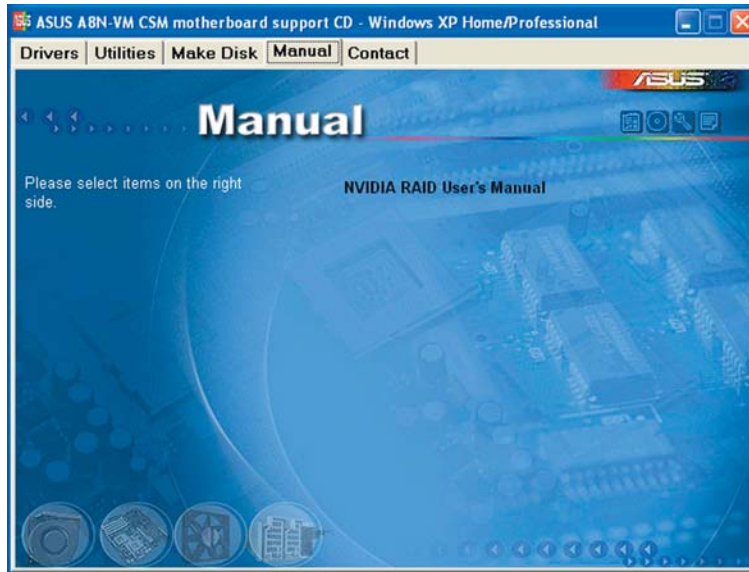 ASUS A8N-VM CSM motherboard support CD - Windows XP Home/Professional
Drivers Utilities Make Disk Manual Contact
ASUS
Manual
Please select items on the right
side.
NVIDIA RAID User's Manual